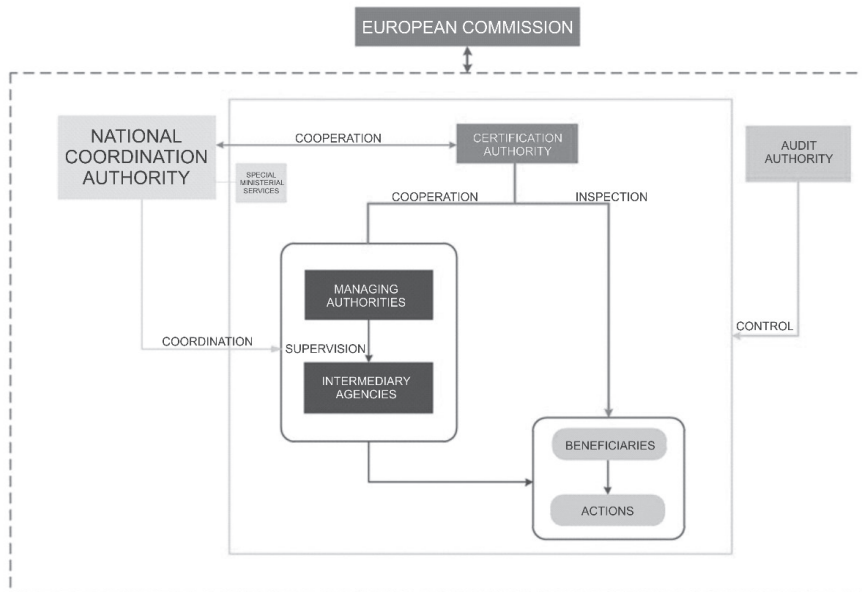 EUROPEAN COMMISSION
NATIONAL
COORDINATION
AUTHORITY
COOPERATION
CERTIFICATION
AUTHORITY
AUDIT
AUTHORITY
SPECIAL
MINISTERIAL
SERVICES
COOPERATION
INSPECTION
MANAGING
AUTHORITIES
CONTROL
COORDINATION
SUPERVISION
INTERMEDIARY
AGENCIES
BENEFICIARIES
ACTIONS